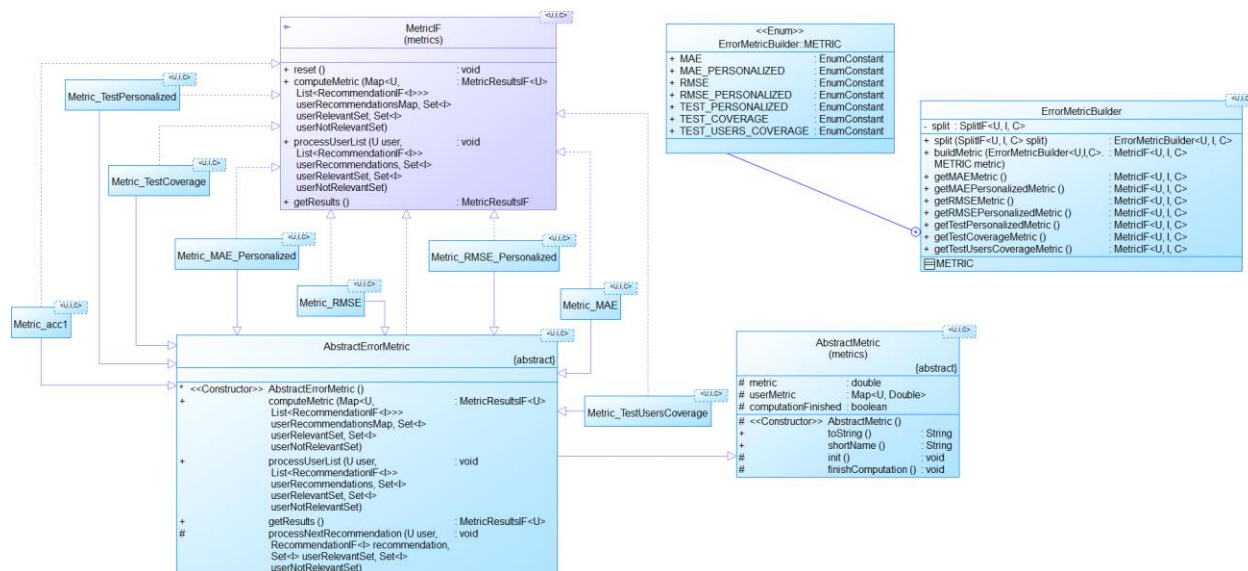 <U,I,C>
MetricIF
(metrics)
+ reset () : void
+ computeMetric (Map<U, : MetricResultsIF<U>
List<RecommendationIF<I>>>
userRecommendationsMap, Set<I>
userRelevantSet, Set<I>
userNotRelevantSet)
+ processUserList (U user, : void
List<RecommendationIF<I>>
userRecommendations, Set<I>
userRelevantSet, Set<I>
userNotRelevantSet)
+ getResults () : MetricResultsIF
<U,I,C>
Metric_TestPersonalized
<U,I,C>
Metric_TestCoverage
<U,I,C>
Metric_MAE_Personalized
<U,I,C>
Metric_RMSE_Personalized
<U,I,C>
Metric_RMSE
<U,I,C>
Metric_MAE
<U,I,C>
Metric_acc1
<U,I,C>
Metric_TestUsersCoverage
<<Enum>>
ErrorMetricBuilder::METRIC
+ MAE : EnumConstant
+ MAE_PERSONALIZED : EnumConstant
+ RMSE : EnumConstant
+ RMSE_PERSONALIZED : EnumConstant
+ TEST_PERSONALIZED : EnumConstant
+ TEST_COVERAGE : EnumConstant
+ TEST_USERS_COVERAGE : EnumConstant
<U,I,C>
ErrorMetricBuilder
- split : SplitIF<U, I, C>
+ split (SplitIF<U, I, C> split) : ErrorMetricBuilder<U, I, C>
+ buildMetric (ErrorMetricBuilder<U,I,C>. : MetricIF<U, I, C>
METRIC metric)
+ getMAEMetric () : MetricIF<U, I, C>
+ getMAEPersonalizedMetric () : MetricIF<U, I, C>
+ getRMSEMetric () : MetricIF<U, I, C>
+ getRMSEPersonalizedMetric () : MetricIF<U, I, C>
+ getTestPersonalizedMetric () : MetricIF<U, I, C>
+ getTestCoverageMetric () : MetricIF<U, I, C>
+ getTestUsersCoverageMetric () : MetricIF<U, I, C>
METRIC
<U,I,C>
AbstractErrorMetric
{abstract}
* <<Constructor>> AbstractErrorMetric ()
+ computeMetric (Map<U, : MetricResultsIF<U>
List<RecommendationIF<I>>>
userRecommendationsMap, Set<I>
userRelevantSet, Set<I>
userNotRelevantSet)
+ processUserList (U user, : void
List<RecommendationIF<I>>
userRecommendations, Set<I>
userRelevantSet, Set<I>
userNotRelevantSet)
+ getResults () : MetricResultsIF<U>
# processNextRecommendation (U user, : void
RecommendationIF<I> recommendation,
Set<I> userRelevantSet, Set<I>
userNotRelevantSet)
<U,I,C>
AbstractMetric
(metrics)
{abstract}
# metric : double
# userMetric : Map<U, Double>
# computationFinished : boolean
# <<Constructor>> AbstractMetric ()
+ toString () : String
+ shortName () : String
# init () : void
# finishComputation () : void